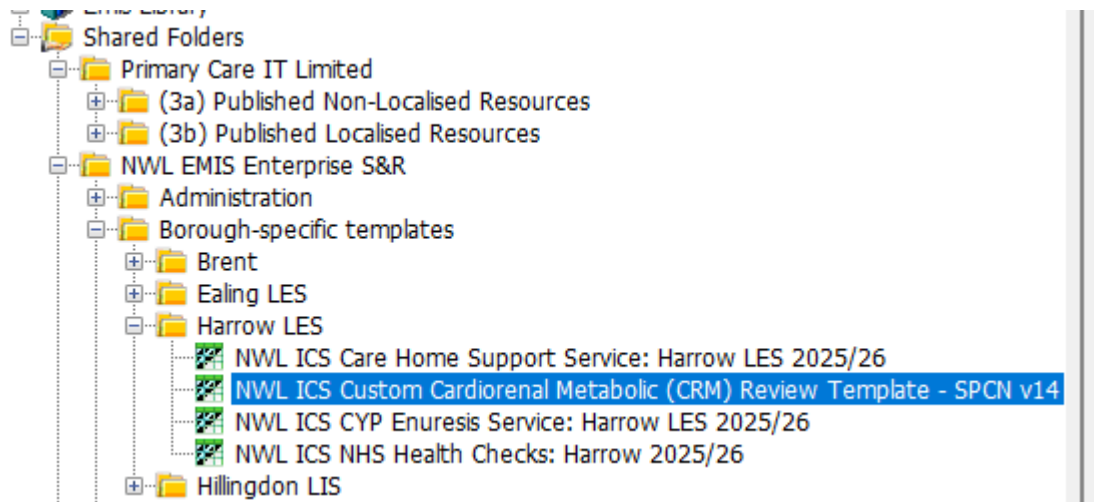 Emis Library
Shared Folders
Primary Care IT Limited
(3a) Published Non-Localised Resources
(3b) Published Localised Resources
NWL EMIS Enterprise S&R
Administration
Borough-specific templates
Brent
Ealing LES
Harrow LES
NWL ICS Care Home Support Service: Harrow LES 2025/26
NWL ICS Custom Cardiorenal Metabolic (CRM) Review Template - SPCN v14
NWL ICS CYP Enuresis Service: Harrow LES 2025/26
NWL ICS NHS Health Checks: Harrow 2025/26
Hillingdon LIS